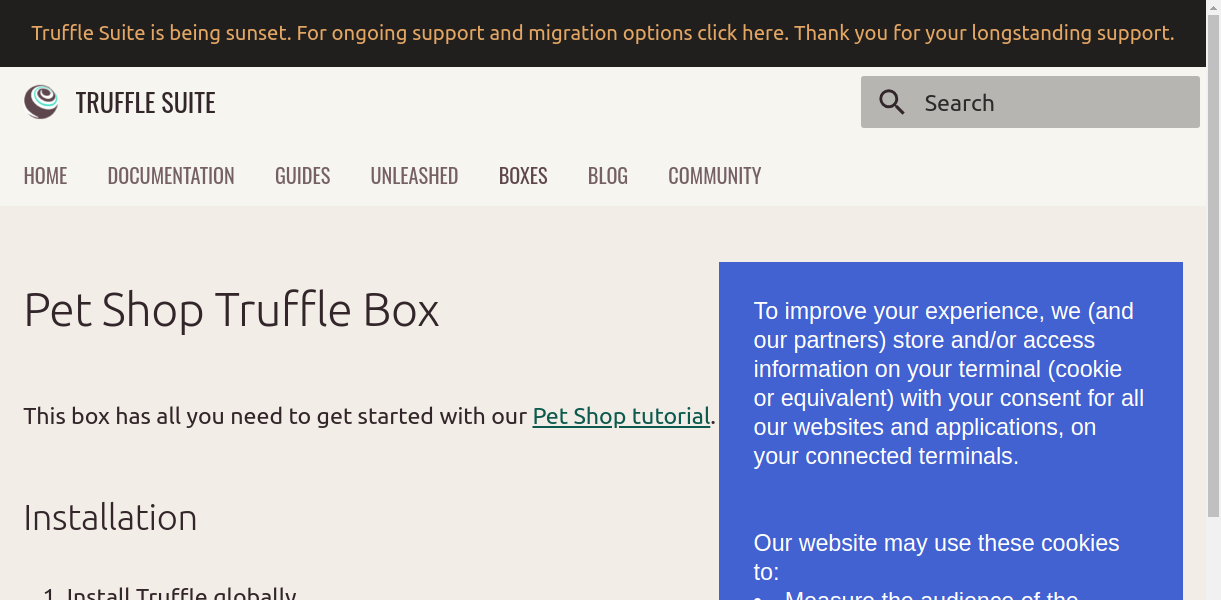 Truffle Suite is being sunset. For ongoing support and migration options click here. Thank you for your longstanding support.
TRUFFLE SUITE
Search
HOME DOCUMENTATION GUIDES UNLEASHED BOXES BLOG COMMUNITY
Pet Shop Truffle Box
This box has all you need to get started with our Pet Shop tutorial.
Installation
1. Install Truffle globally.
To improve your experience, we (and
our partners) store and/or access
information on your terminal (cookie
or equivalent) with your consent for all
our websites and applications, on
your connected terminals.
Our website may use these cookies
to:
• Measure the audience of the